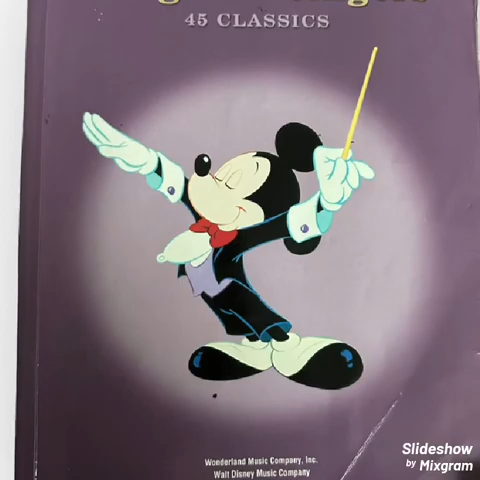 45 CLASSICS
Wonderland Music Company, Inc.
Walt Disney Music Company
Slideshow
by Mixgram